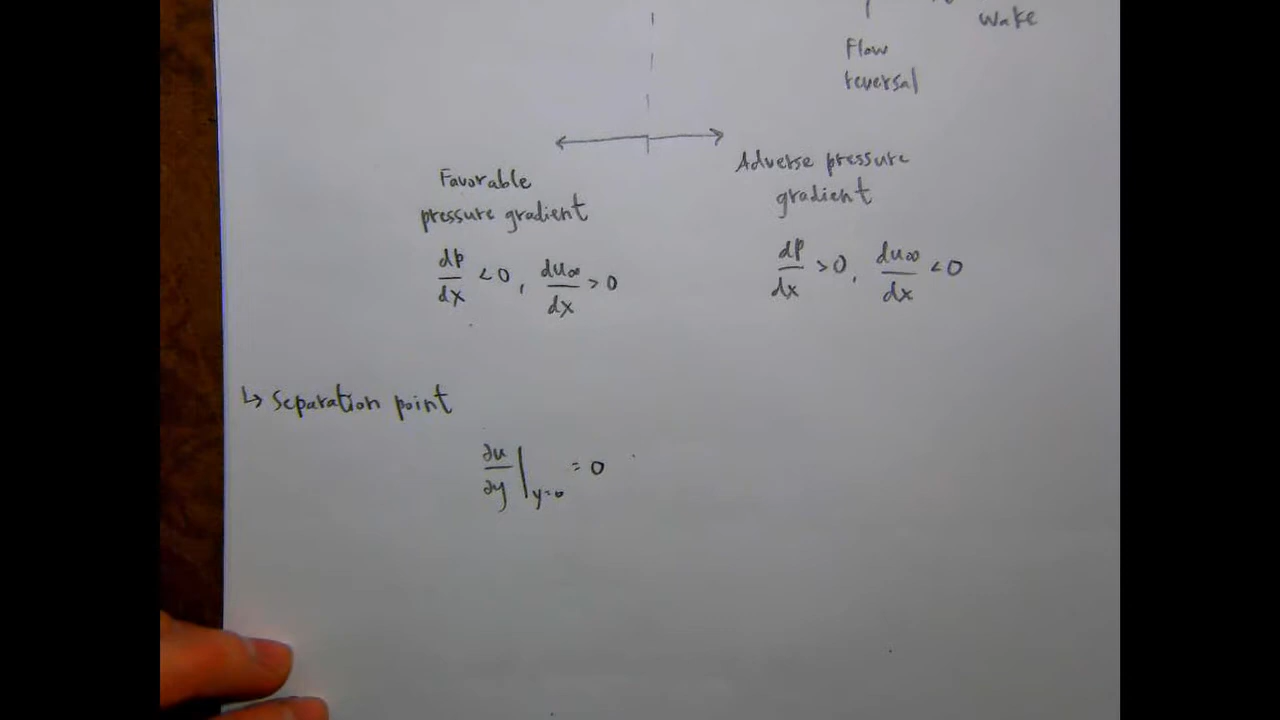 wake
Flow
reversal
Favorable
pressure gradient
dp/dx < 0, du∞/dx > 0
Adverse pressure
gradient
dp/dx > 0, du∞/dx < 0
↳ Separation point
∂u/∂y |y=0 = 0